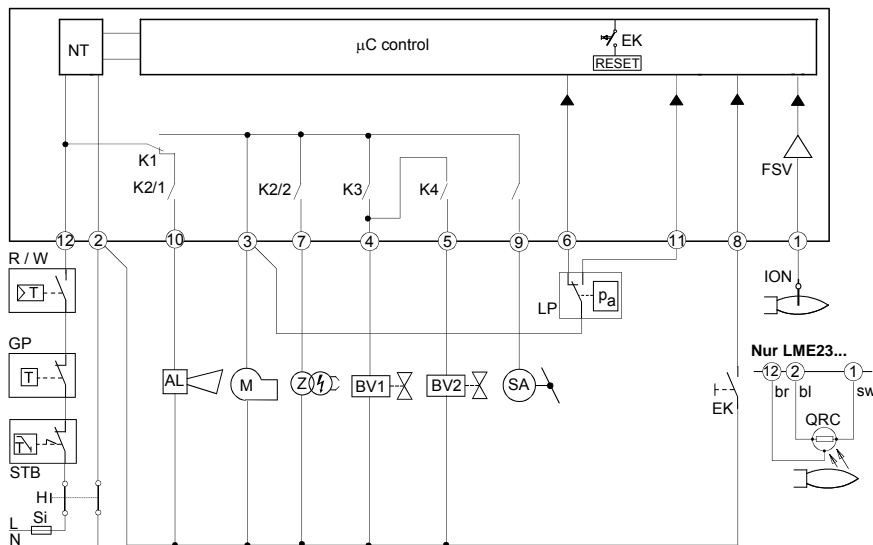 NT
µC control
EK
RESET
K1
K2/1
K2/2
K3
K4
FSV
12
2
10
3
7
4
5
9
6
11
8
1
R / W
T
LP
pa
ION
GP
T
AL
M
Z
BV1
BV2
SA
EK
Nur LME23...
12
2
1
br
bl
sw
QRC
T
STB
H
L
Si
N